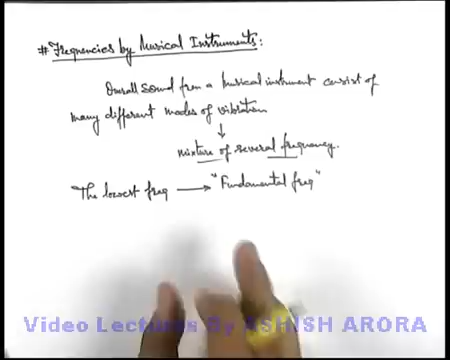 # Frequencies by Musical Instruments:
Overall sound from a musical instrument consist of
many different modes of vibration
↓
mixture of several frequency.
The lowest freq → "Fundamental freq"
Video Lectures By ASHISH ARORA